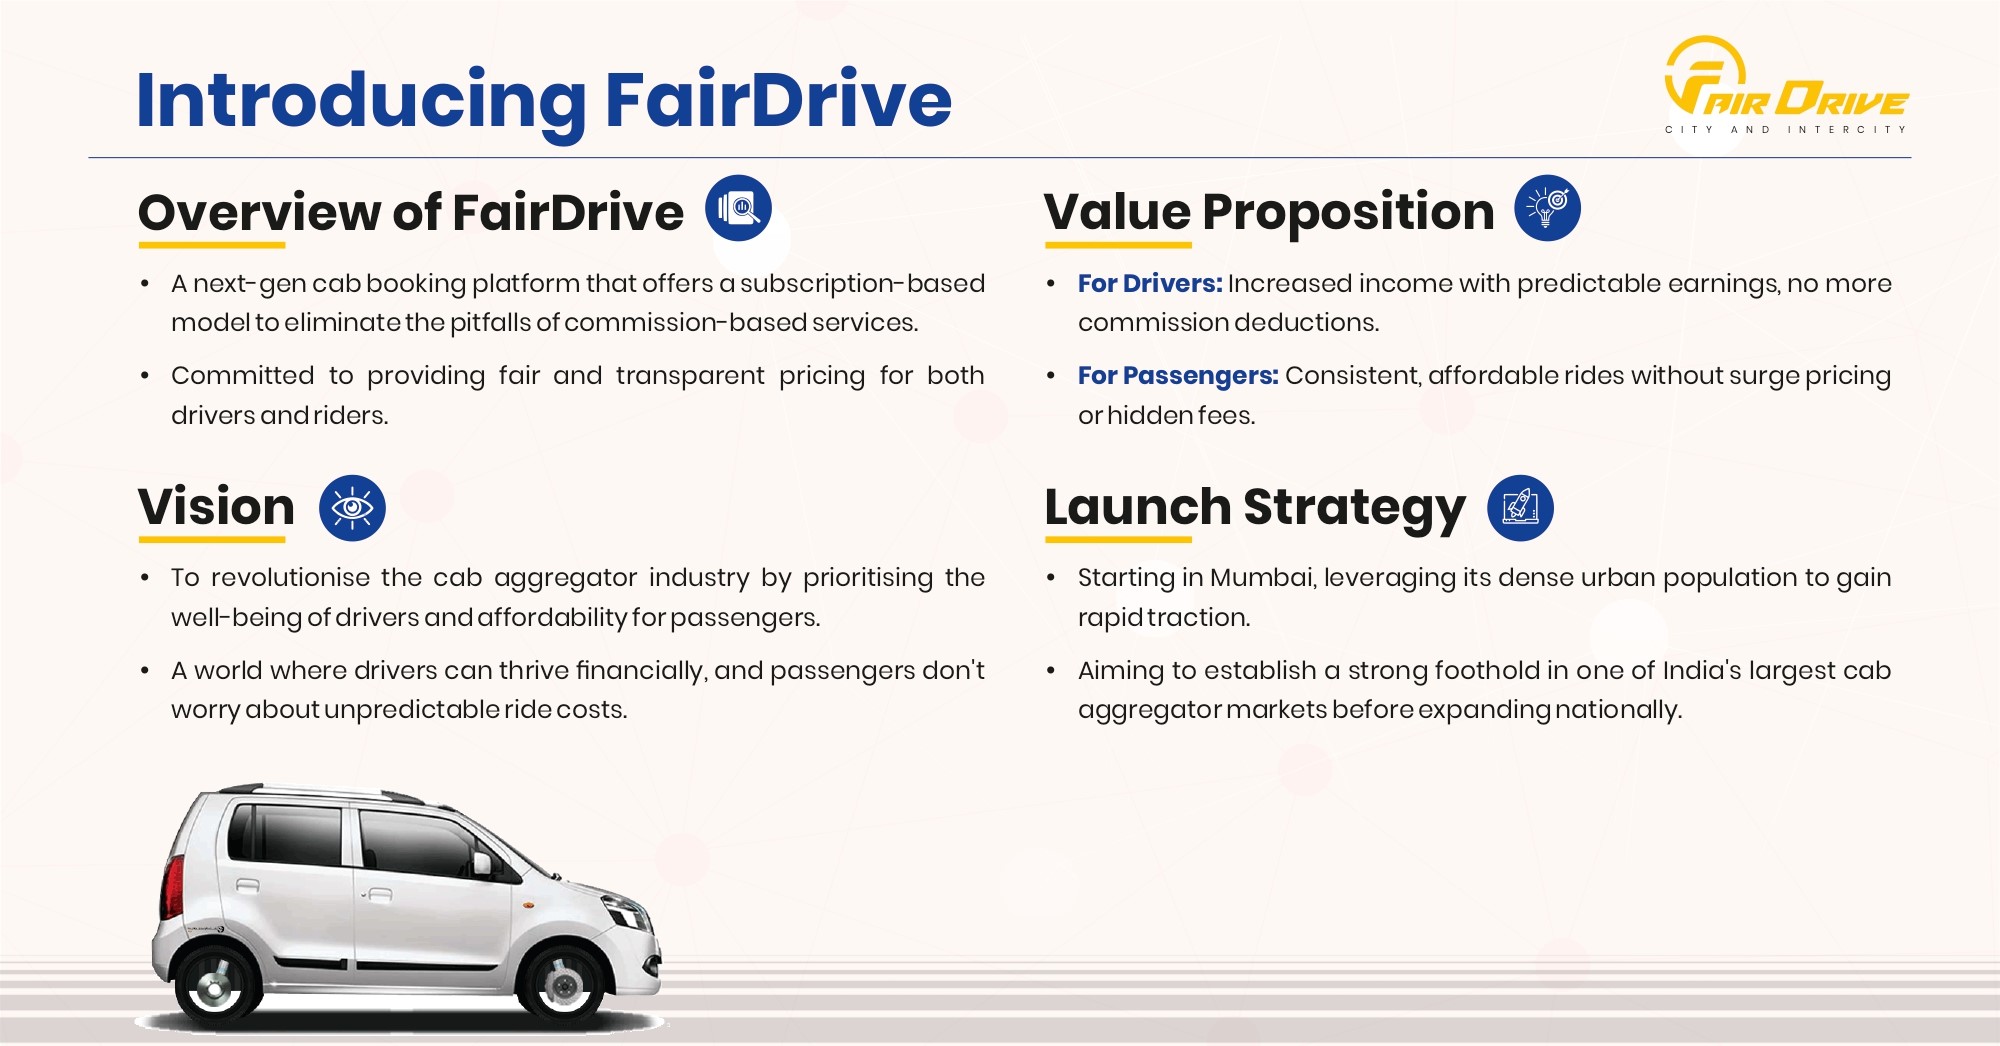 Introducing FairDrive
FAIR DRIVE
CITY AND INTERCITY
Overview of FairDrive
• A next-gen cab booking platform that offers a subscription-based
model to eliminate the pitfalls of commission-based services.
• Committed to providing fair and transparent pricing for both
drivers and riders.
Value Proposition
• For Drivers: Increased income with predictable earnings, no more
commission deductions.
• For Passengers: Consistent, affordable rides without surge pricing
or hidden fees.
Vision
• To revolutionise the cab aggregator industry by prioritising the
well-being of drivers and affordability for passengers.
• A world where drivers can thrive financially, and passengers don't
worry about unpredictable ride costs.
Launch Strategy
• Starting in Mumbai, leveraging its dense urban population to gain
rapid traction.
• Aiming to establish a strong foothold in one of India's largest cab
aggregator markets before expanding nationally.